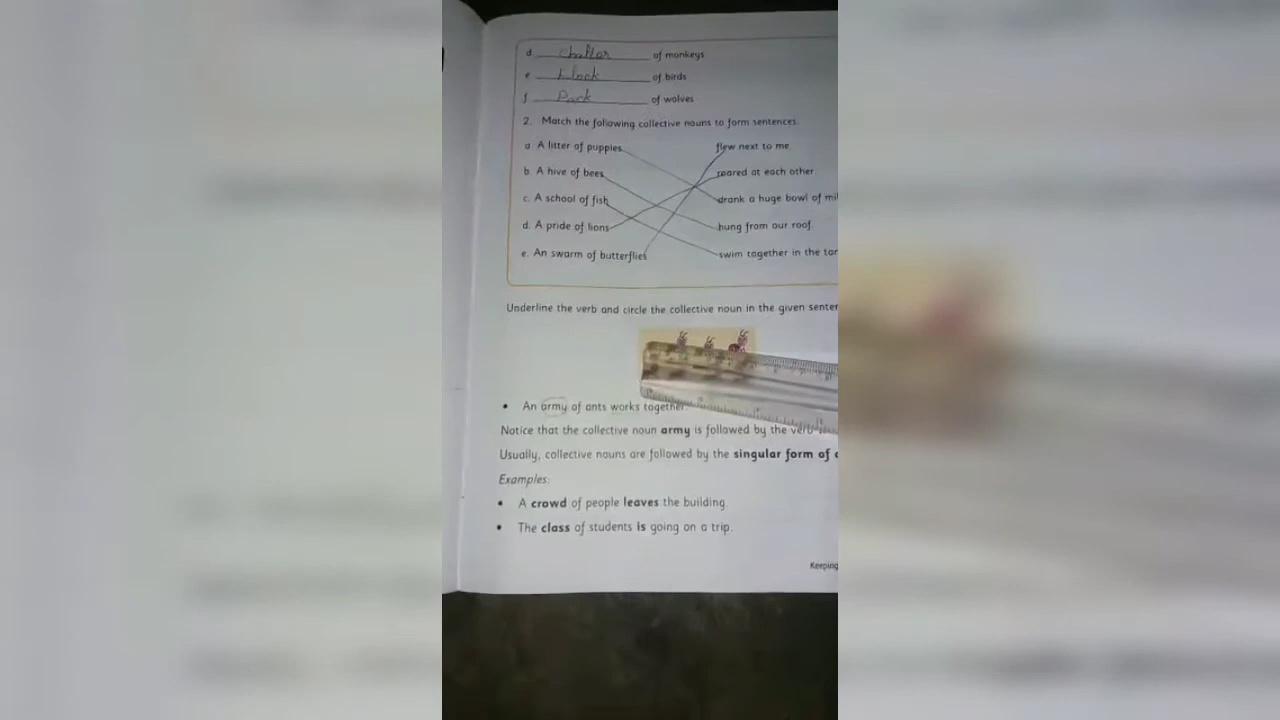 d. chattar of monkeys
e. flock of birds
f. Pack of wolves
2. Match the following collective nouns to form sentences.
a. A litter of puppies flew next to me.
b. A hive of bees roared at each other
c. A school of fish drank a huge bowl of mil
d. A pride of lions hung from our roof.
e. An swarm of butterflies swim together in the tan
Underline the verb and circle the collective noun in the given senten
• An army of ants works together.
Notice that the collective noun army is followed by the verb
Usually, collective nouns are followed by the singular form of a
Examples:
• A crowd of people leaves the building.
• The class of students is going on a trip.
Keeping